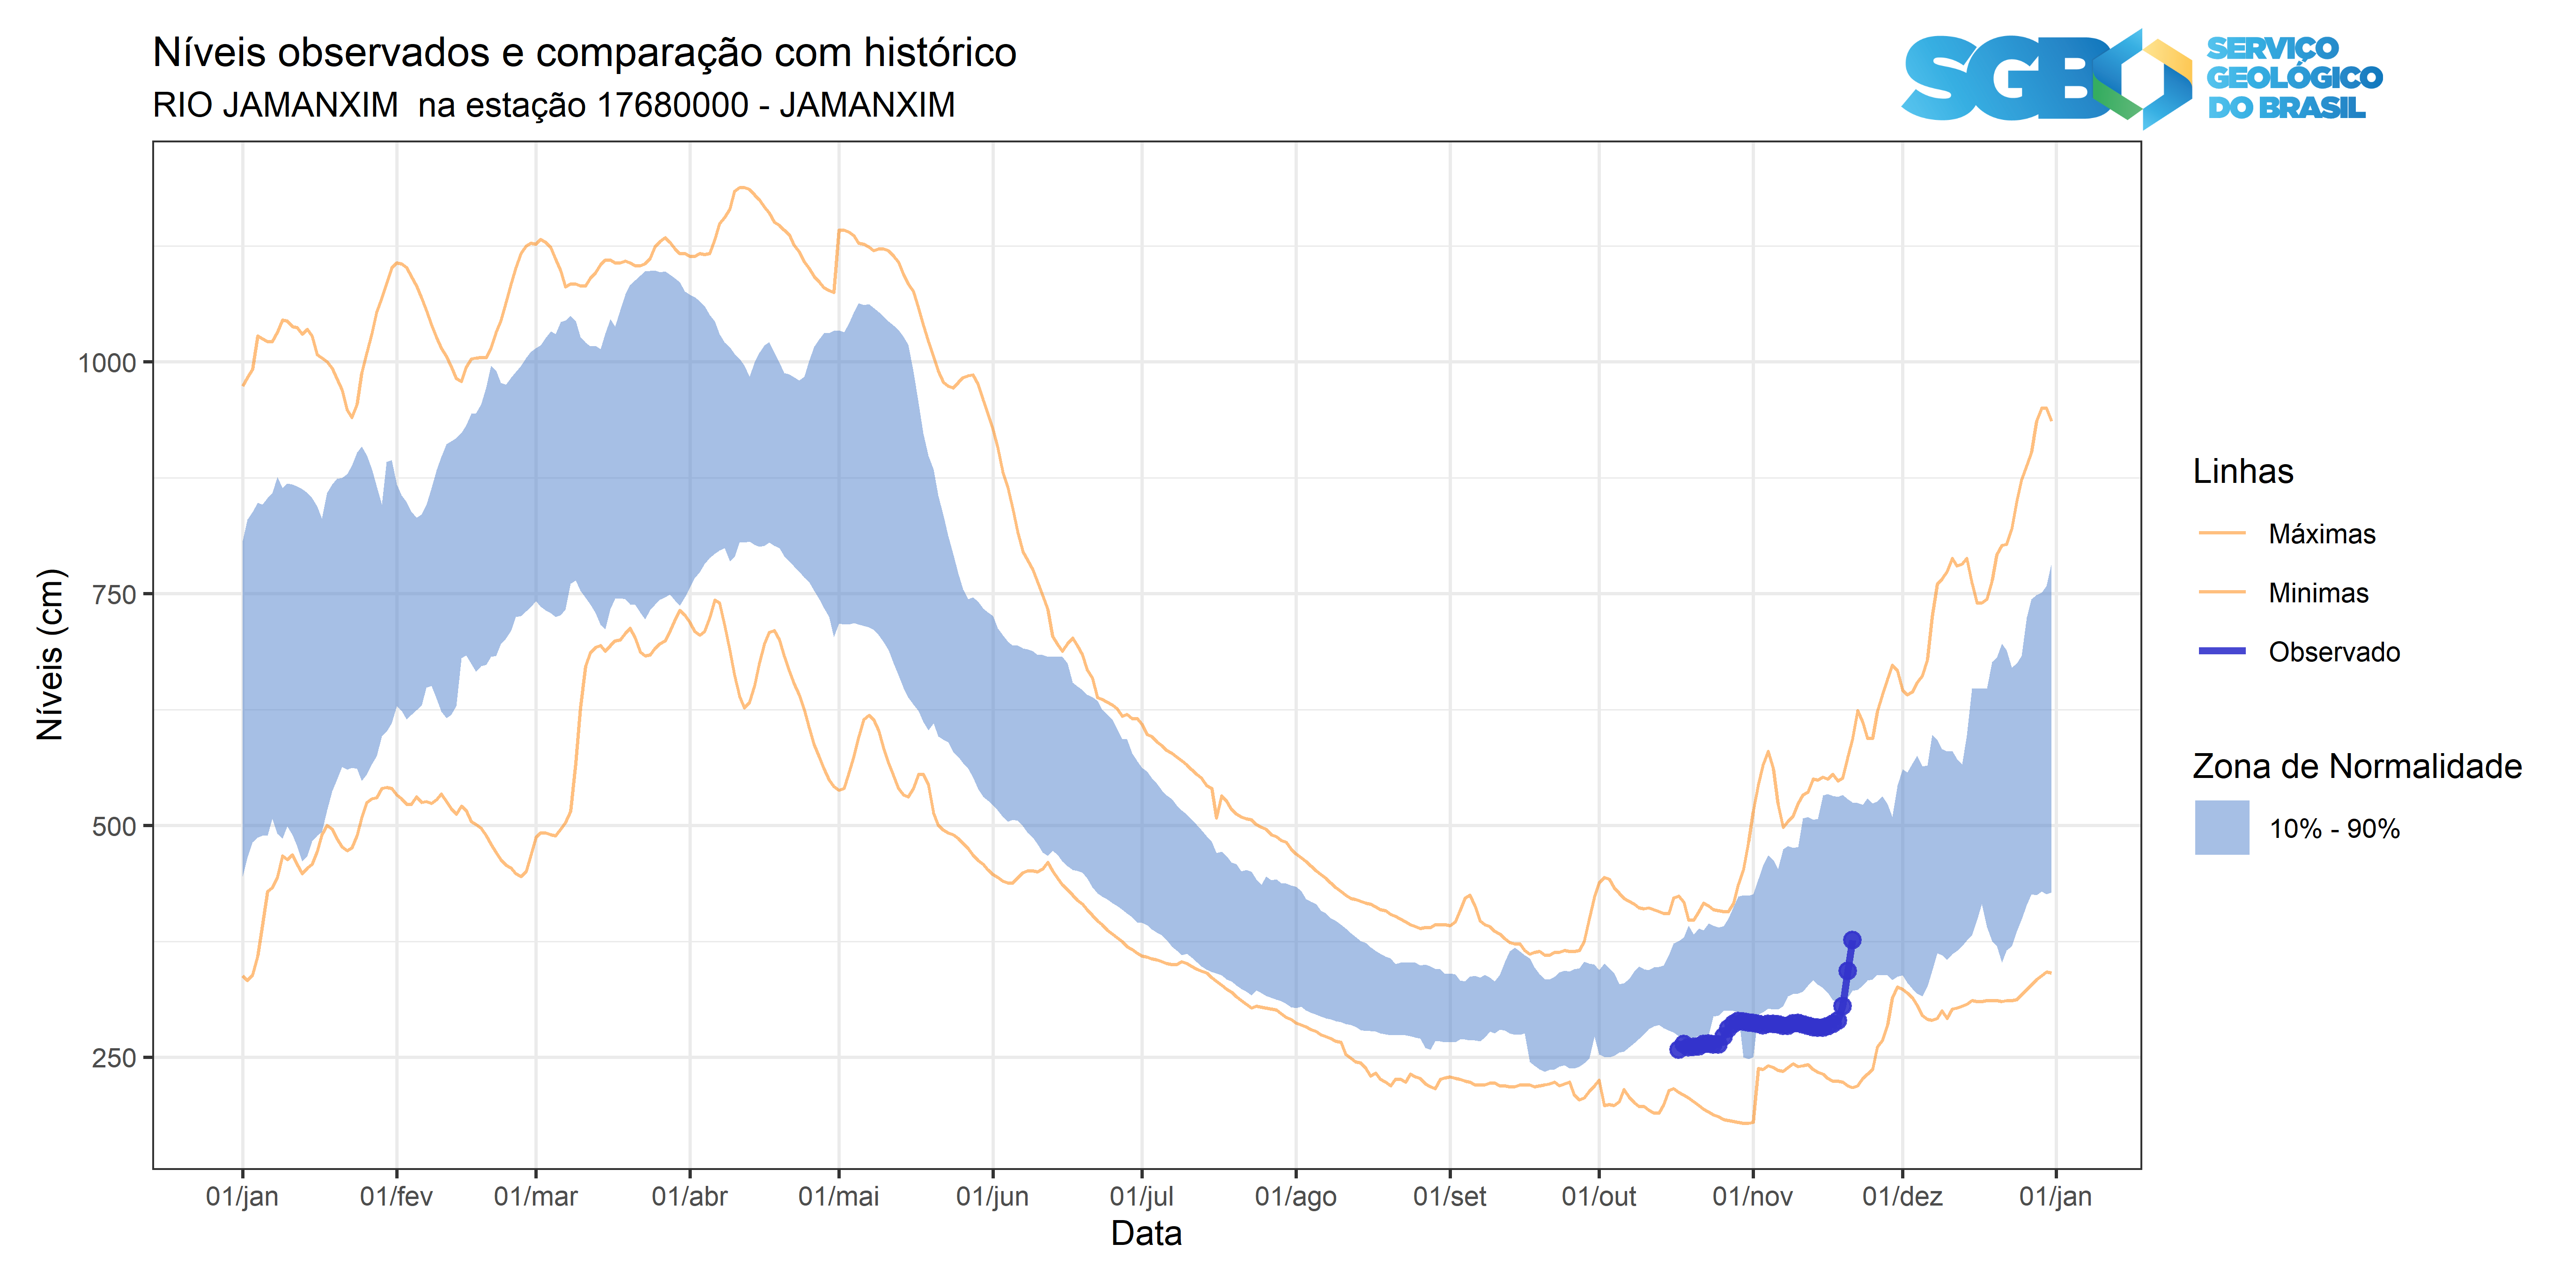 Níveis observados e comparação com histórico
RIO JAMANXIM na estação 17680000 - JAMANXIM
SGB
SERVIÇO
GEOLÓGICO
DO BRASIL
Níveis (cm)
1000
750
500
250
01/jan
01/fev
01/mar
01/abr
01/mai
01/jun
01/jul
01/ago
01/set
01/out
01/nov
01/dez
01/jan
Data
Linhas
Máximas
Minimas
Observado
Zona de Normalidade
10% - 90%